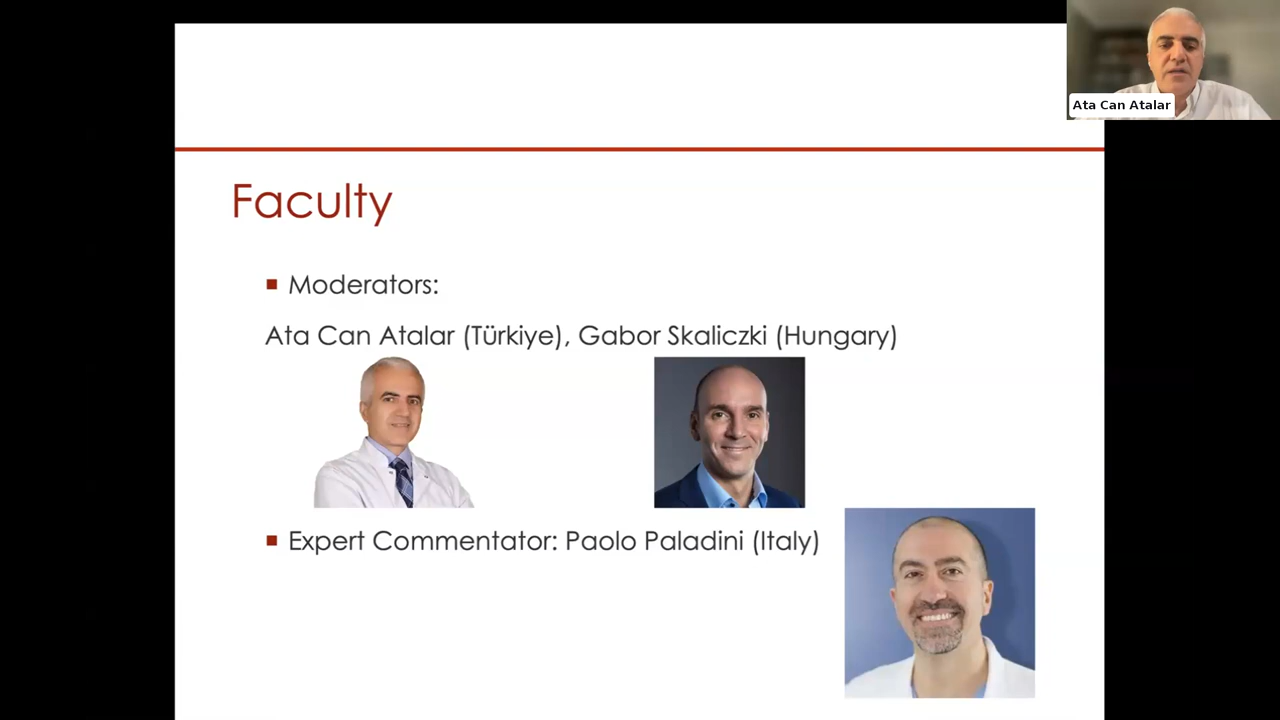 Ata Can Atalar
Faculty
Moderators:
Ata Can Atalar (Türkiye), Gabor Skaliczki (Hungary)
Expert Commentator: Paolo Paladini (Italy)